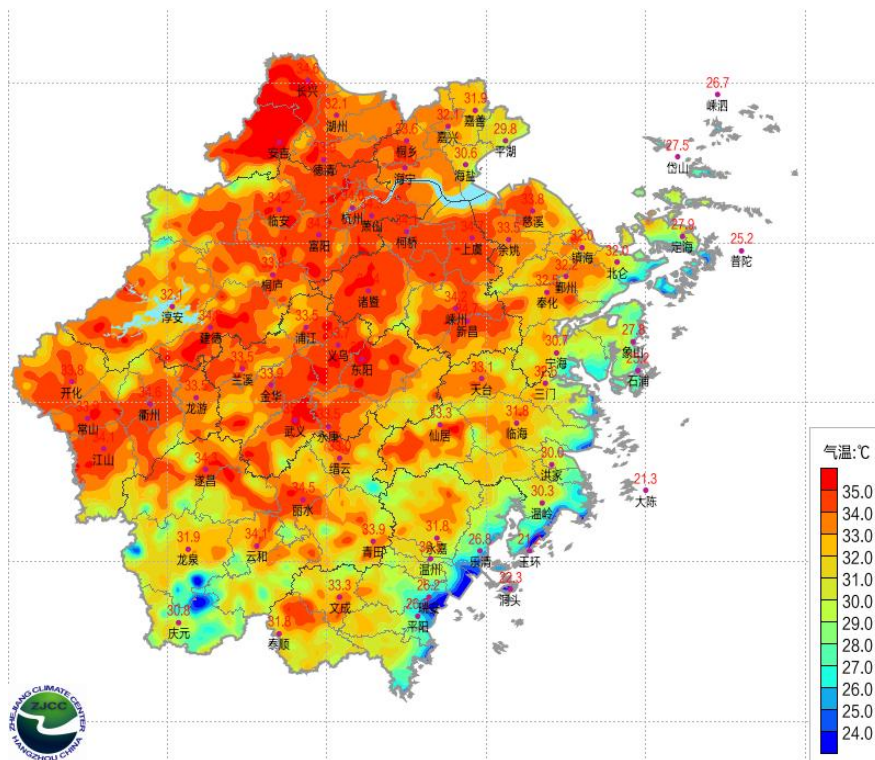 26.7
嵊泗
长兴
31.9
嘉善
32.1
湖州
32.1
嘉兴
29.8
平湖
桐乡
27.5
岱山
安吉
德清
30.6
海盐
海宁
临安
杭州
萧山
33.8
慈溪
富阳
柯桥
上虞
33.5
余姚
32.0
镇海
27.9
定海
25.2
普陀
32.0
北仑
桐庐
32.2
鄞州
32.5
奉化
诸暨
32.1
淳安
嵊州
新昌
建德
33.5
浦江
义乌
30.7
宁海
象山
石浦
东阳
33.5
兰溪
33.8
开化
金华
33.1
天台
三门
33.5
龙游
衢州
常山
武义
永康
33.3
仙居
31.8
临海
江山
缙云
遂昌
洪家
21.3
大陈
丽水
30.3
温岭
31.9
龙泉
34.1
云和
33.9
青田
31.8
永嘉
温州
26.8
乐清
玉环
洞头
33.3
文成
26.2
瑞安
平阳
30.8
庆元
31.8
泰顺
气温:℃
35.0
34.0
33.0
32.0
31.0
30.0
29.0
28.0
27.0
26.0
25.0
24.0
ZHEJIANG CLIMATE CENTER
ZJCC
HANGZHOU CHINA